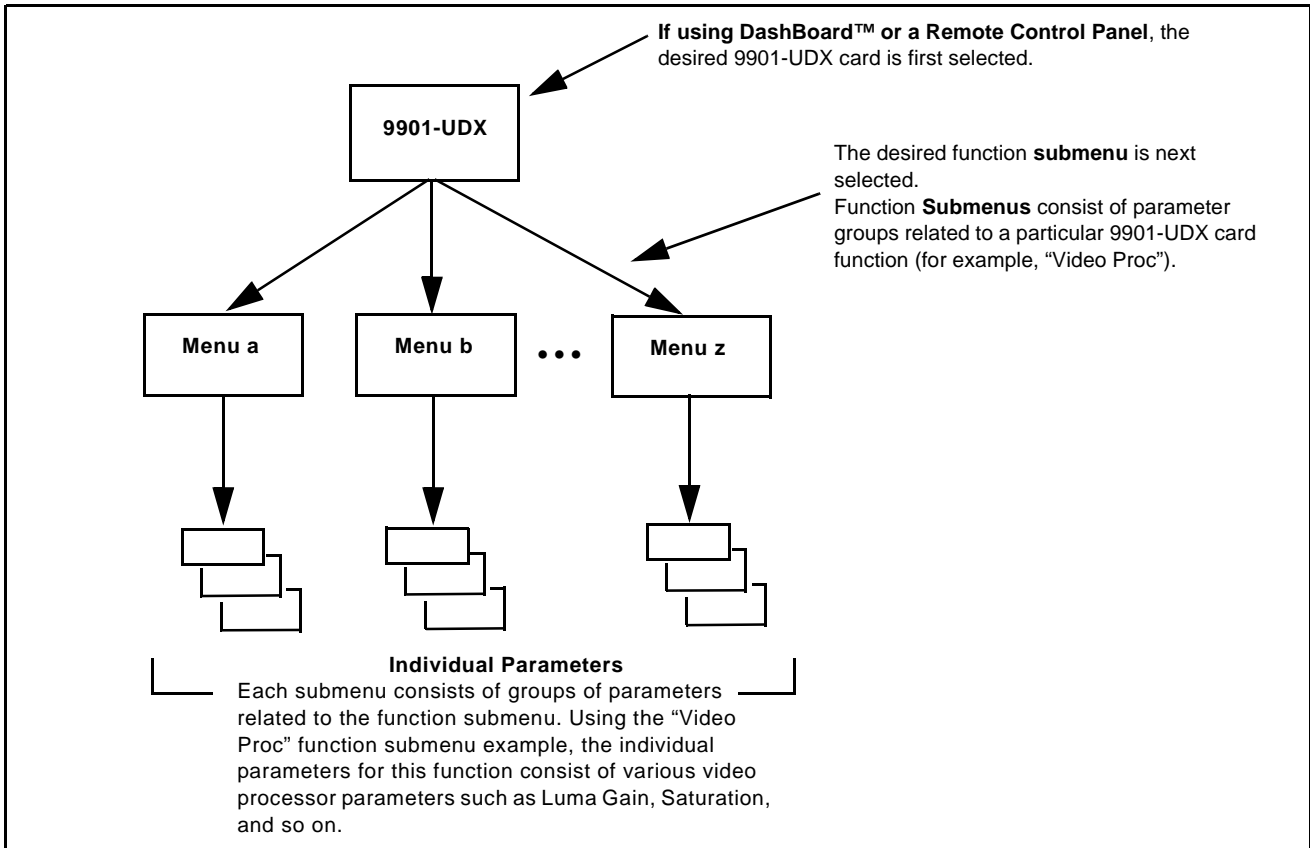 If using DashBoard™ or a Remote Control Panel, the
desired 9901-UDX card is first selected.
9901-UDX
The desired function submenu is next
selected.
Function Submenus consist of parameter
groups related to a particular 9901-UDX card
function (for example, “Video Proc”).
Menu a
Menu b
Menu z
Individual Parameters
Each submenu consists of groups of parameters
related to the function submenu. Using the “Video
Proc” function submenu example, the individual
parameters for this function consist of various video
processor parameters such as Luma Gain, Saturation,
and so on.